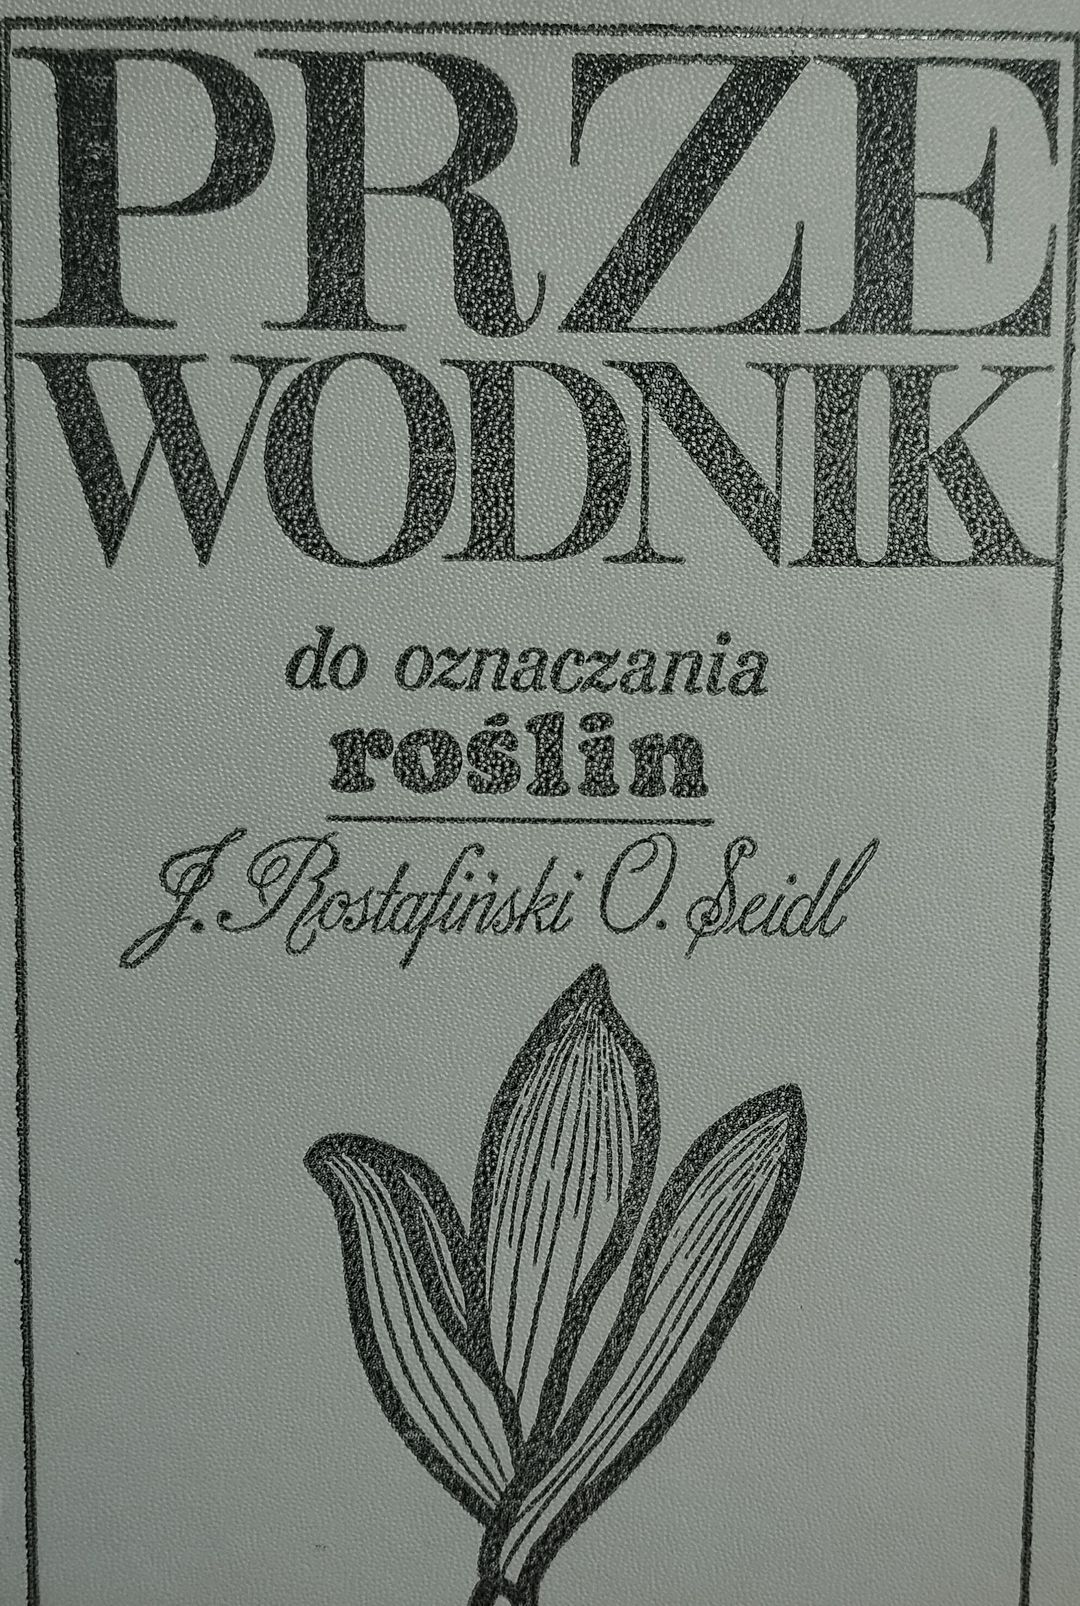 PRZE
WODNIK
do oznaczania
roślin
J. Rostafiński O. Seidl